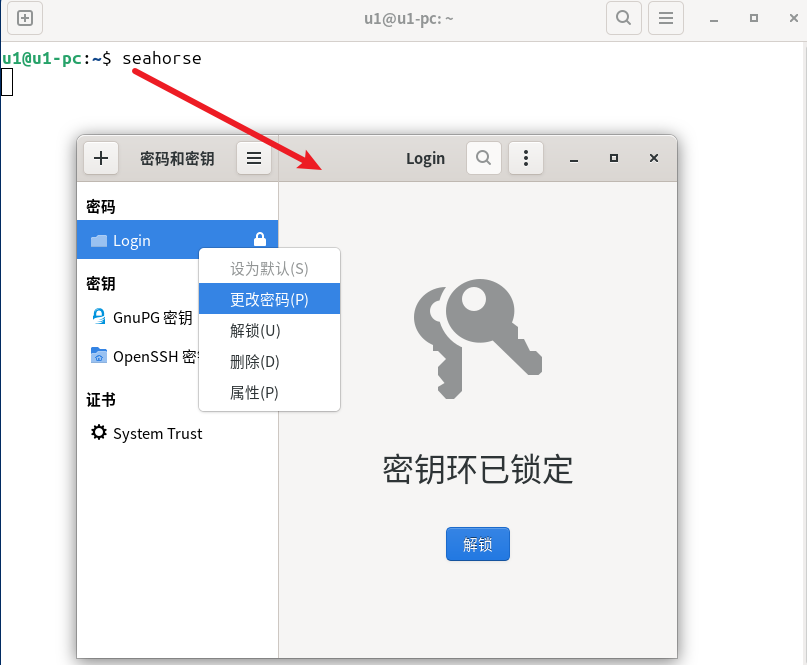 u1@u1-pc: ~
u1@u1-pc:~$ seahorse
密码和密钥
Login
密码
Login
密钥
GnuPG 密钥
OpenSSH 密
证书
System Trust
设为默认(S)
更改密码(P)
解锁(U)
删除(D)
属性(P)
密钥环已锁定
解锁